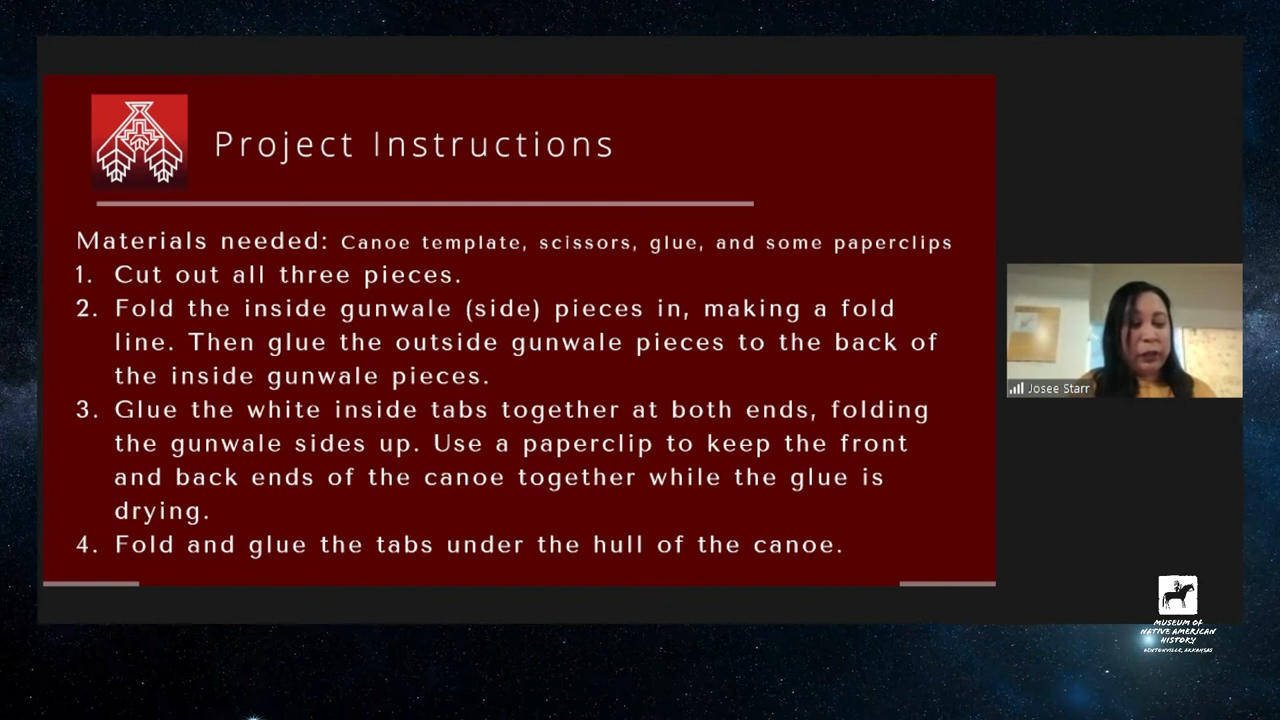 Project Instructions
Materials needed: Canoe template, scissors, glue, and some paperclips
1. Cut out all three pieces.
2. Fold the inside gunwale (side) pieces in, making a fold
line. Then glue the outside gunwale pieces to the back of
the inside gunwale pieces.
3. Glue the white inside tabs together at both ends, folding
the gunwale sides up. Use a paperclip to keep the front
and back ends of the canoe together while the glue is
drying.
4. Fold and glue the tabs under the hull of the canoe.
Josee Starr
MUSEUM OF
NATIVE AMERICAN
HISTORY
BENTONVILLE, ARKANSAS